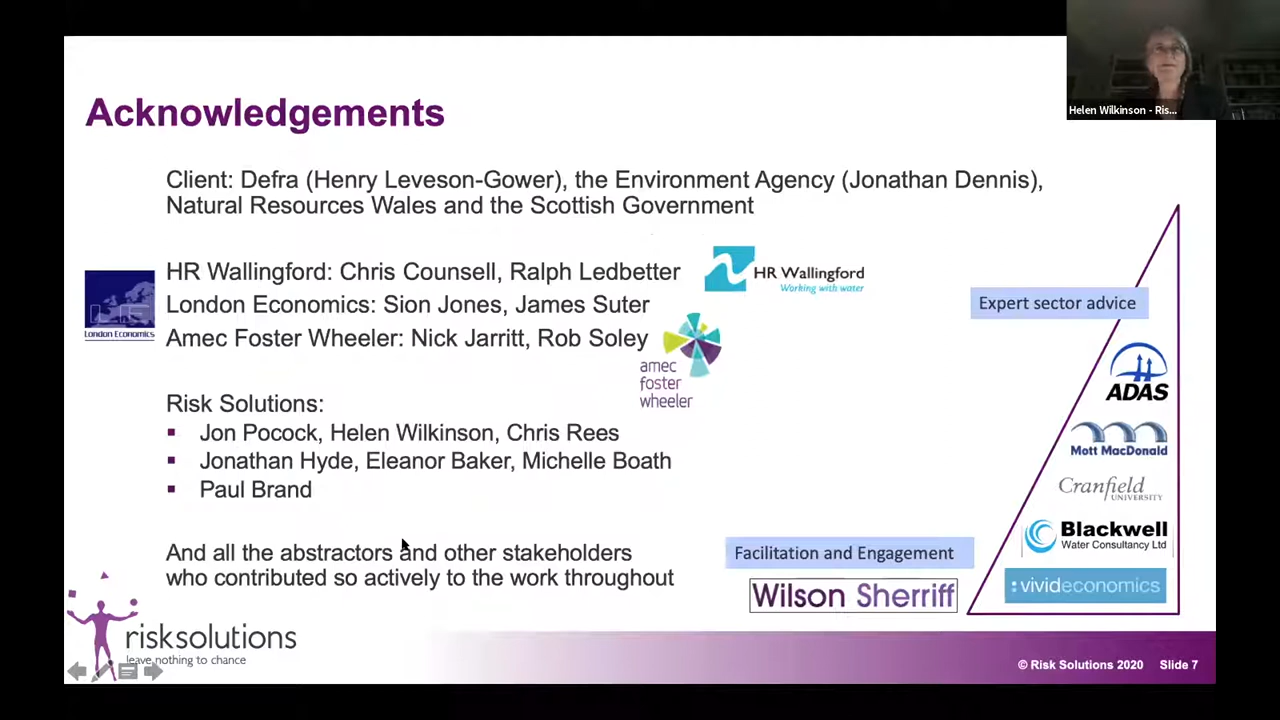 Helen Wilkinson - Ris...
Acknowledgements
Client: Defra (Henry Leveson-Gower), the Environment Agency (Jonathan Dennis),
Natural Resources Wales and the Scottish Government
HR Wallingford: Chris Counsell, Ralph Ledbetter
HR Wallingford
Working with water
LE
London Economics
London Economics: Sion Jones, James Suter
Amec Foster Wheeler: Nick Jarritt, Rob Soley
amec
foster
wheeler
Expert sector advice
ADAS
Mott MacDonald
Cranfield
UNIVERSITY
Blackwell
Water Consultancy Ltd
:vivideconomics
Risk Solutions:
▪ Jon Pocock, Helen Wilkinson, Chris Rees
▪ Jonathan Hyde, Eleanor Baker, Michelle Boath
▪ Paul Brand
And all the abstractors and other stakeholders
who contributed so actively to the work throughout
Facilitation and Engagement
Wilson Sherriff
risksolutions
leave nothing to chance
© Risk Solutions 2020 Slide 7